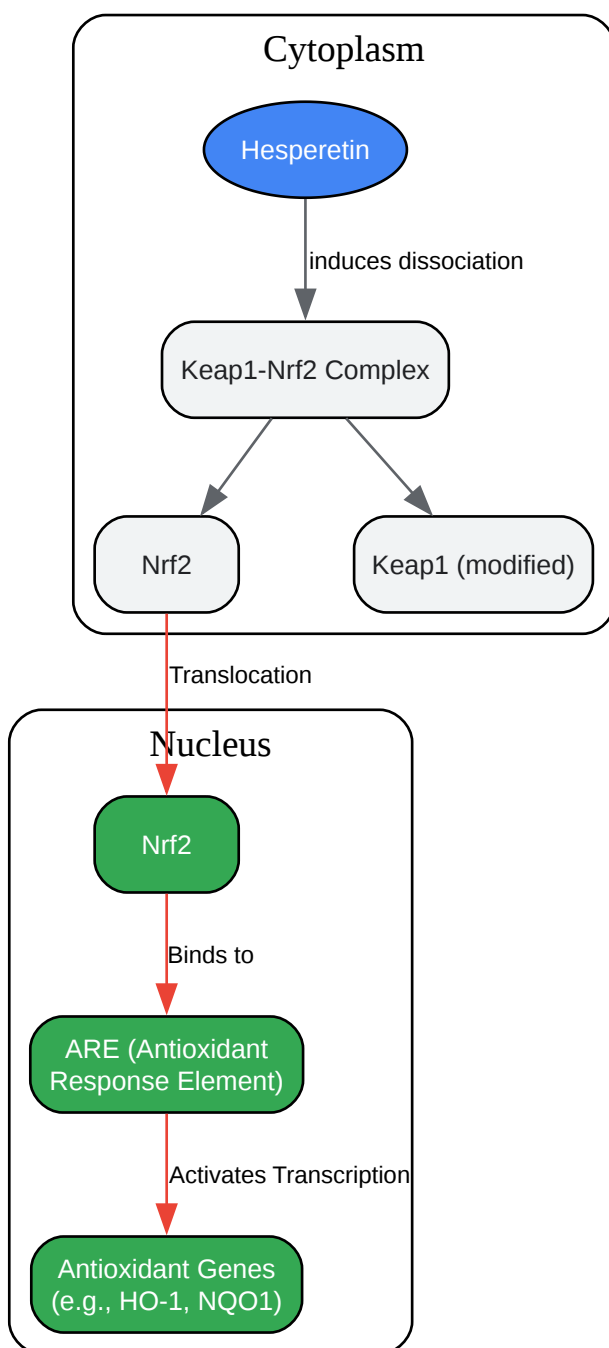 Cytoplasm
Hesperetin
induces dissociation
Keap1-Nrf2 Complex
Nrf2
Keap1 (modified)
Translocation
Nucleus
Nrf2
Binds to
ARE (Antioxidant
Response Element)
Activates Transcription
Antioxidant Genes
(e.g., HO-1, NQO1)